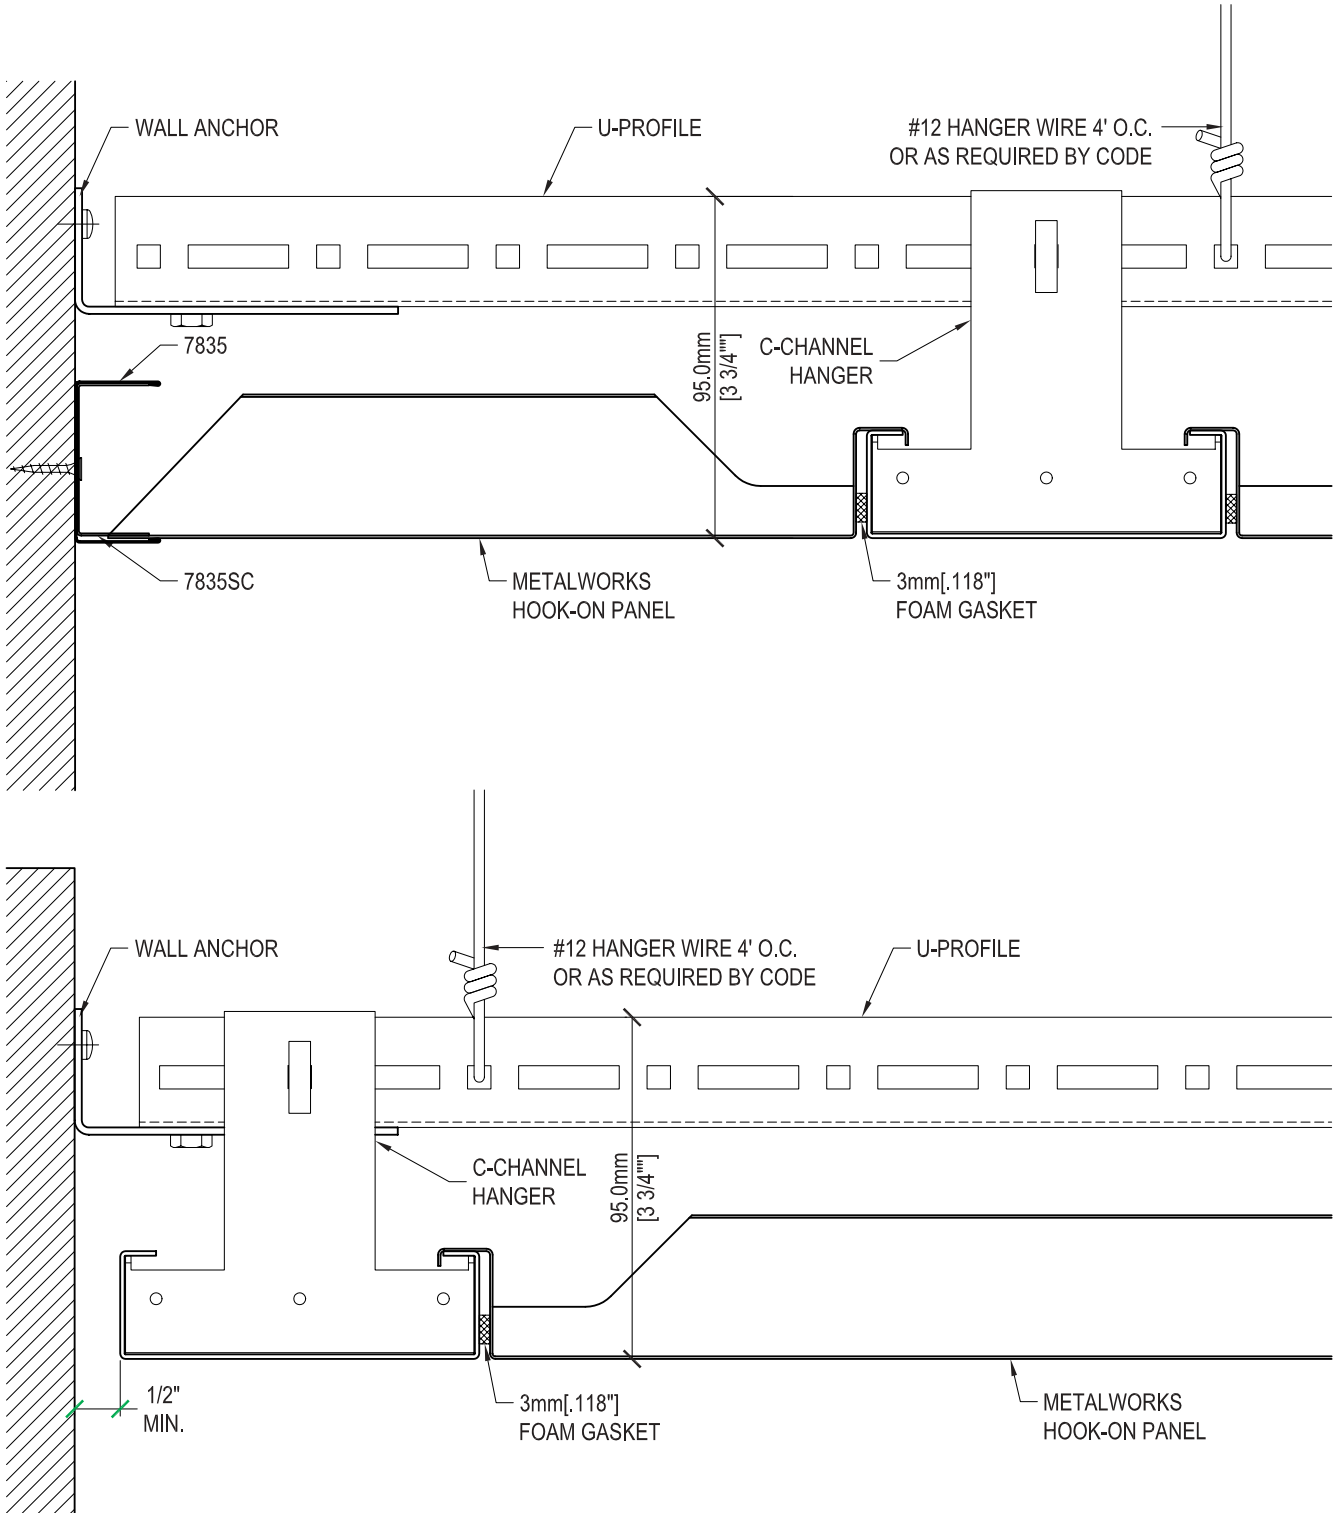 WALL ANCHOR
U-PROFILE
#12 HANGER WIRE 4' O.C.
OR AS REQUIRED BY CODE
7835
C-CHANNEL
HANGER
95.0mm
[3 3/4""]
7835SC
METALWORKS
HOOK-ON PANEL
3mm[.118"]
FOAM GASKET
WALL ANCHOR
#12 HANGER WIRE 4' O.C.
OR AS REQUIRED BY CODE
U-PROFILE
C-CHANNEL
HANGER
95.0mm
[3 3/4""]
1/2"
MIN.
3mm[.118"]
FOAM GASKET
METALWORKS
HOOK-ON PANEL